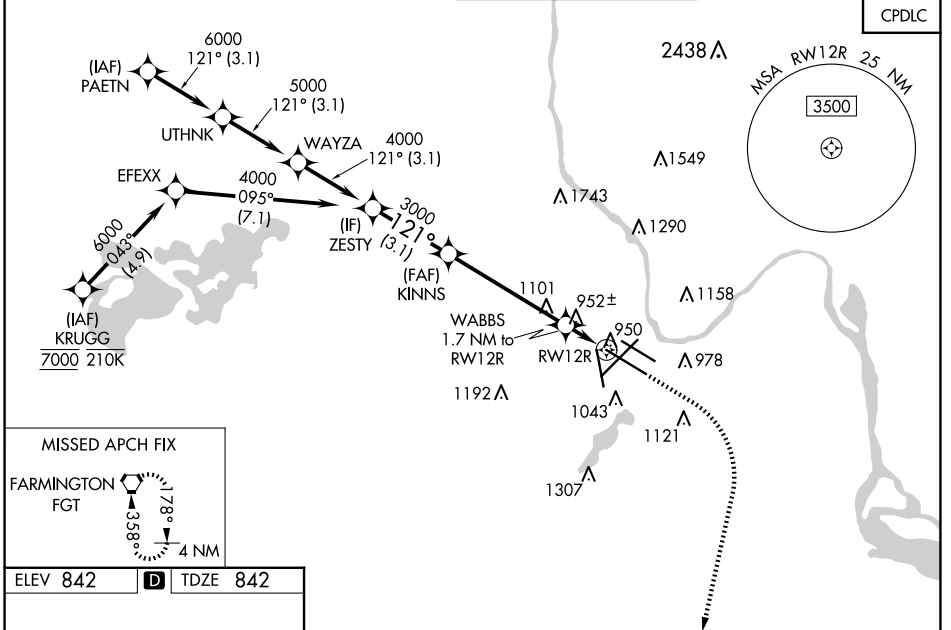 CPDLC
6000
121° (3.1)
(IAF)
PAETN
5000
121° (3.1)
UTHNK
WAYZA
4000
121° (3.1)
EFEXX
4000
095°
(7.1)
(IF)
ZESTY
3000
121°
(3.1)
(FAF)
KINNS
6000
043°
(4.9)
(IAF)
KRUGG
7000 210K
2438
MSA RW12R 25 NM
3500
1549
1743
1290
1158
1101
952±
950
WABBS
1.7 NM to
RW12R
RW12R
978
1192
1043
1121
1307
MISSED APCH FIX
FARMINGTON
FGT
178°
358°
4 NM
ELEV 842 D TDZE 842